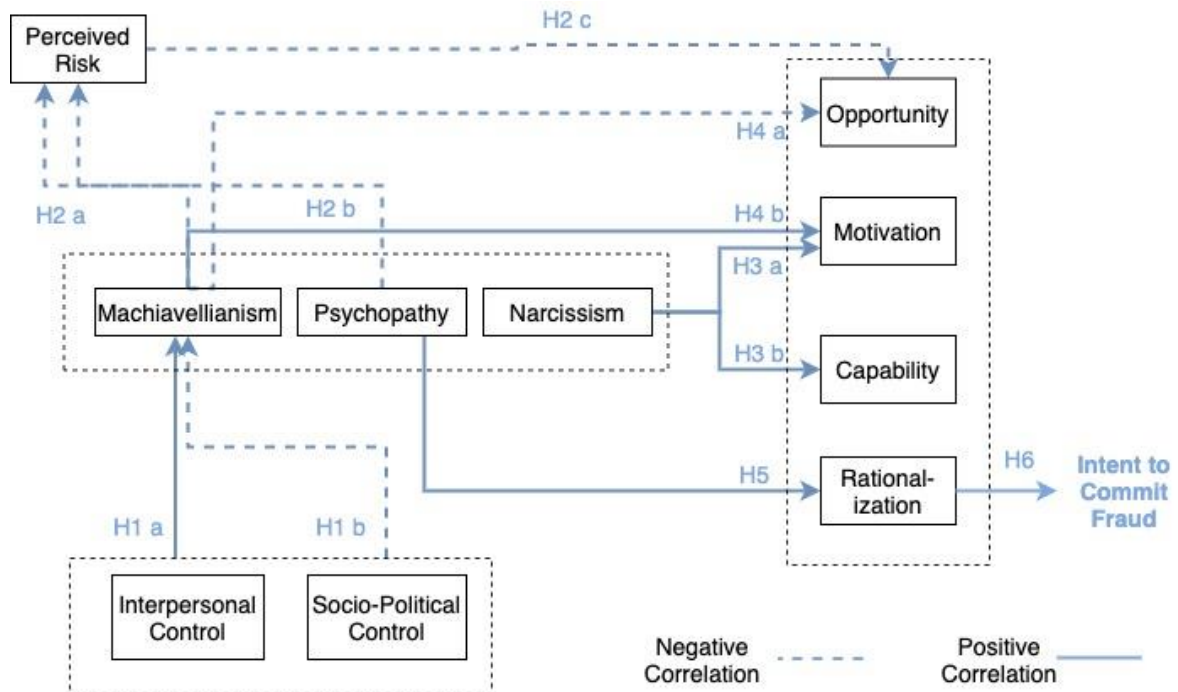 H2 c
Perceived
Risk
Opportunity
H4 a
H2 a
H2 b
H4 b
Motivation
H3 a
Machiavellianism
Psychopathy
Narcissism
H3 b
Capability
H5
Rational-
ization
H6
Intent to
Commit
Fraud
H1 a
H1 b
Interpersonal
Control
Socio-Political
Control
Negative
Correlation
Positive
Correlation